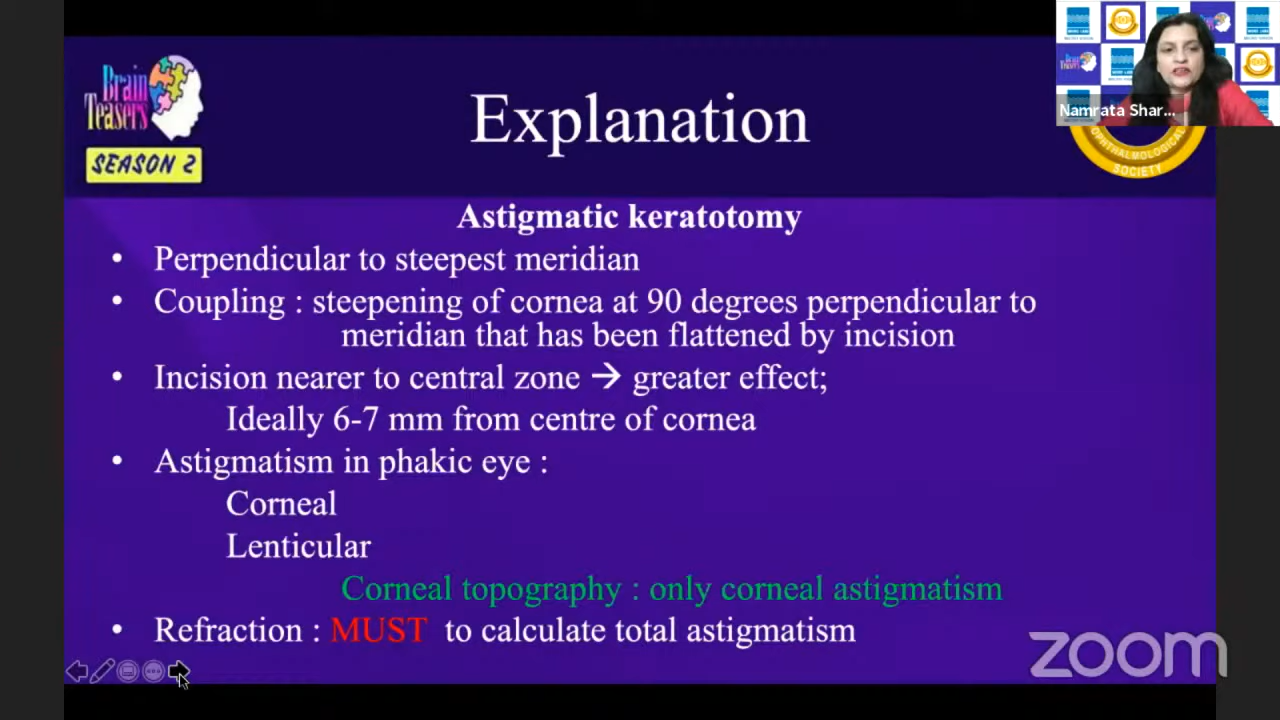 Brain
Teasers
SEASON 2
Explanation
Namrata Shar...
OPHTHALMOLOGICAL
SOCIETY
Astigmatic keratotomy
• Perpendicular to steepest meridian
• Coupling : steepening of cornea at 90 degrees perpendicular to
meridian that has been flattened by incision
• Incision nearer to central zone → greater effect;
Ideally 6-7 mm from centre of cornea
• Astigmatism in phakic eye :
Corneal
Lenticular
Corneal topography : only corneal astigmatism
• Refraction : MUST to calculate total astigmatism
zoom